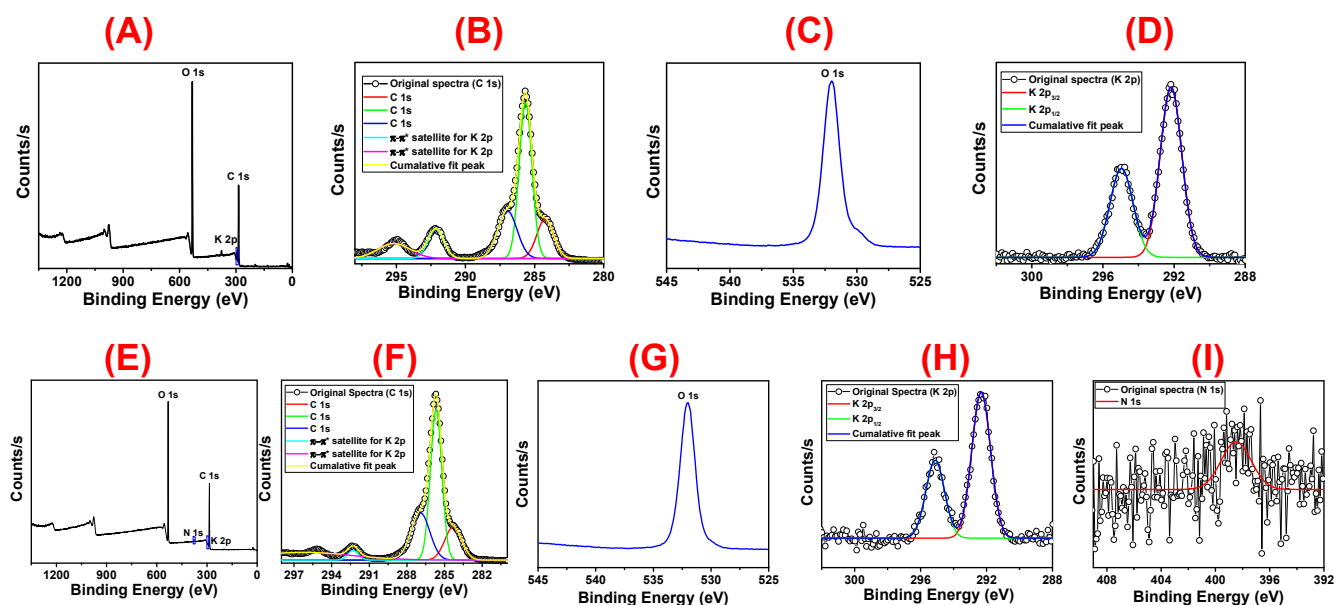 (A)
O 1s
C 1s
K 2p
Counts/s
1200 900 600 300 0
Binding Energy (eV)
(B)
Original spectra (C 1s)
C 1s
C 1s
C 1s
π-π* satellite for K 2p
π-π* satellite for K 2p
Cumalative fit peak
Counts/s
295 290 285 280
Binding Energy (eV)
(C)
O 1s
Counts/s
545 540 535 530 525
Binding Energy (eV)
(D)
Original spectra (K 2p)
K 2p3/2
K 2p1/2
Cumalative fit peak
Counts/s
300 296 292 288
Binding Energy (eV)
(E)
O 1s
C 1s
N 1s
K 2p
Counts/s
1200 900 600 300 0
Binding Energy (eV)
(F)
Original Spectra (C 1s)
C 1s
C 1s
C 1s
π-π* satellite for K 2p
π-π* satellite for K 2p
Cumalative fit peak
Counts/s
297 294 291 288 285 282 280
Binding Energy (eV)
(G)
O 1s
Counts/s
545 540 535 530 525
Binding Energy (eV)
(H)
Original Spectra (K 2p)
K 2p3/2
K 2p1/2
Cumalative fit peak
Counts/s
300 296 292 288
Binding Energy (eV)
(I)
Original spectra (N 1s)
N 1s
Counts/s
408 404 400 396 392
Binding Energy (eV)